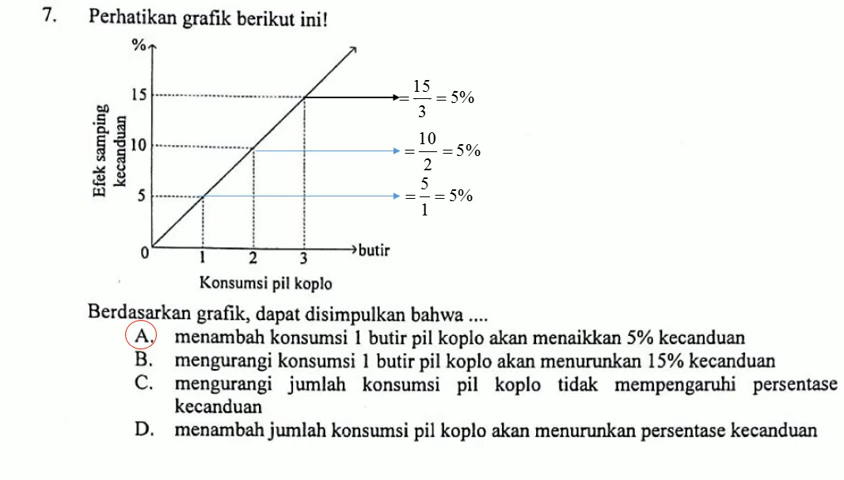 7. Perhatikan grafik berikut ini!
%
15
10
5
0
1 2 3
butir
Efek samping
kecanduan
Konsumsi pil koplo
= 15/3 = 5%
= 10/2 = 5%
= 5/1 = 5%
Berdasarkan grafik, dapat disimpulkan bahwa ....
A. menambah konsumsi 1 butir pil koplo akan menaikkan 5% kecanduan
B. mengurangi konsumsi 1 butir pil koplo akan menurunkan 15% kecanduan
C. mengurangi jumlah konsumsi pil koplo tidak mempengaruhi persentase
kecanduan
D. menambah jumlah konsumsi pil koplo akan menurunkan persentase kecanduan